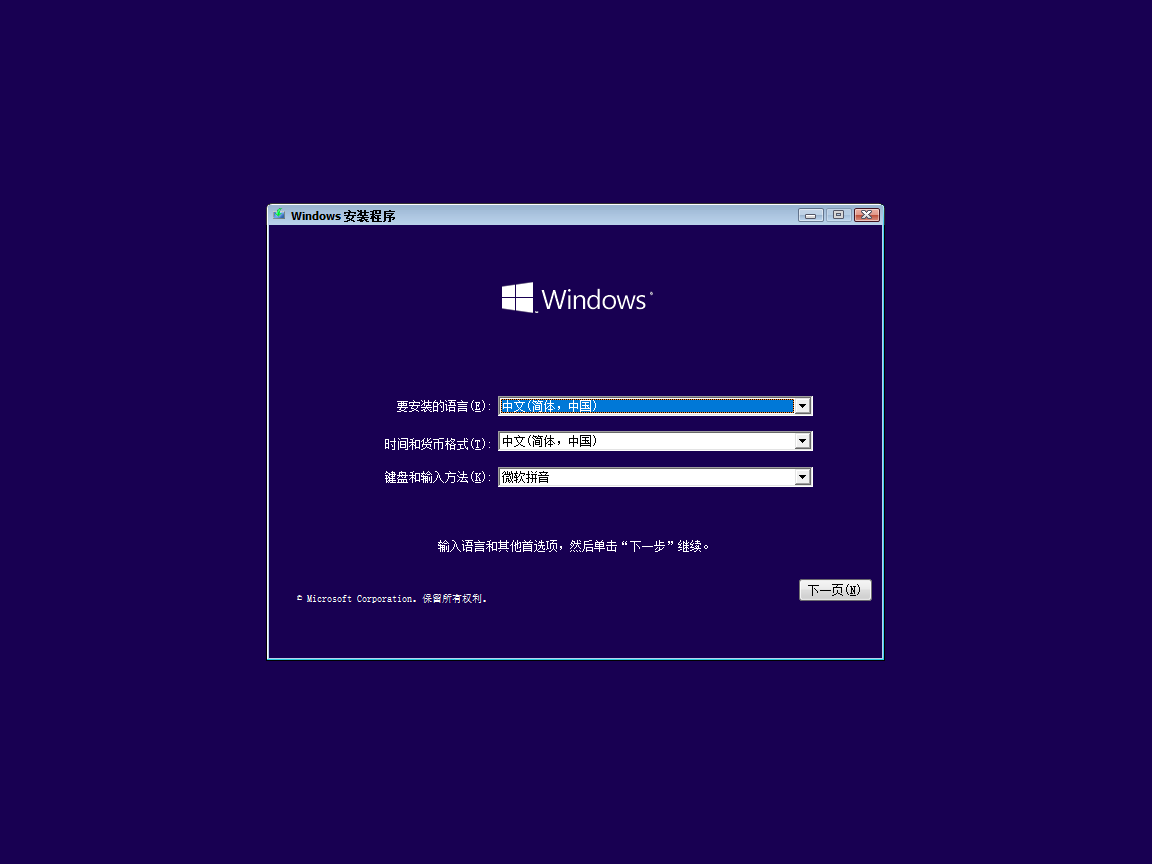 Windows 安装程序
Windows
要安装的语言(E): 中文(简体，中国)
时间和货币格式(T): 中文(简体，中国)
键盘和输入方法(K): 微软拼音
输入语言和其他首选项，然后单击“下一步”继续。
下一页(N)
© Microsoft Corporation。保留所有权利。